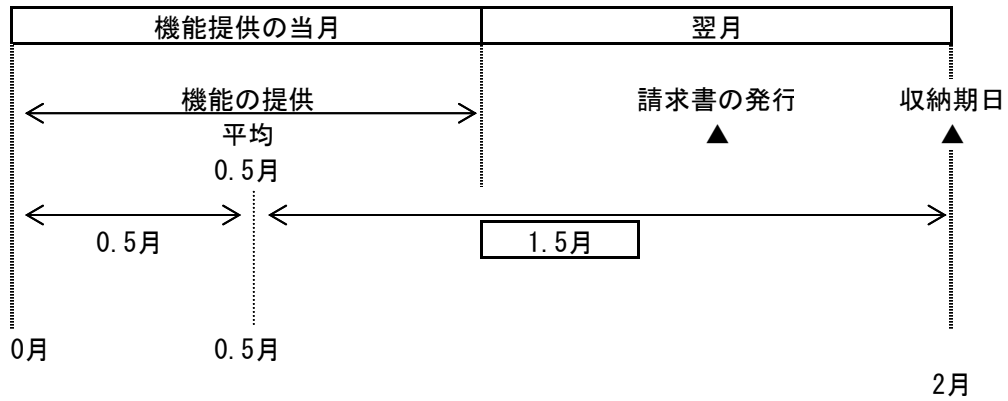 機能提供の当月 翌月
機能の提供 請求書の発行 収納期日
平均 ▲ ▲
0.5月
0.5月 1.5月
0月 0.5月
2月